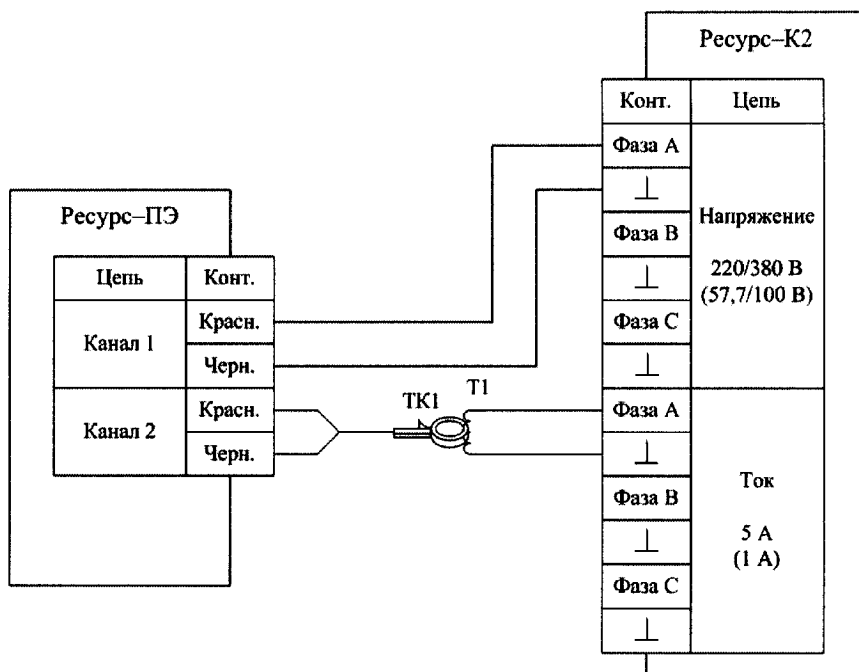 Ресурс–К2
Конт. Цепь
Фаза А
⊥
Фаза В
⊥
Фаза С
⊥
Напряжение
220/380 В
(57,7/100 В)
Фаза А
⊥
Фаза В
⊥
Фаза С
⊥
Ток
5 А
(1 А)
Ресурс–ПЭ
Цепь Конт.
Канал 1
Красн.
Черн.
Канал 2
Красн.
Черн.
ТК1
Т1